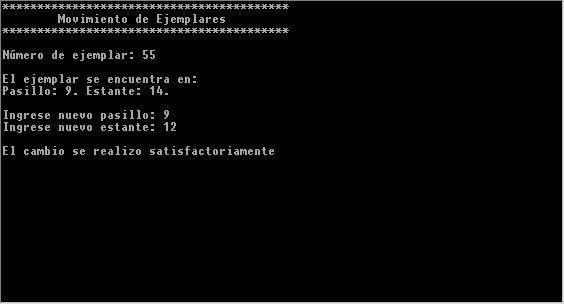 *****************************************
Movimiento de Ejemplares
*****************************************
Número de ejemplar: 55
El ejemplar se encuentra en:
Pasillo: 9. Estante: 14.
Ingrese nuevo pasillo: 9
Ingrese nuevo estante: 12
El cambio se realizo satisfactoriamente